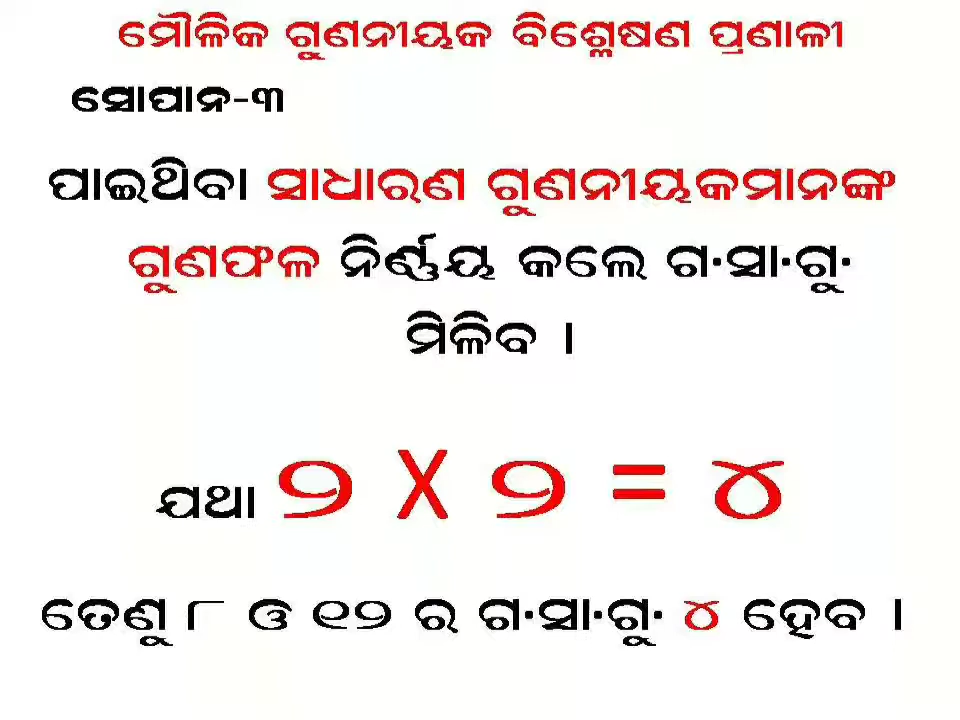 ମୌଳିକ ଗୁଣନୀୟକ ବିଶ୍ଳେଷଣ ପ୍ରଣାଳୀ
ସୋପାନ-୩
ପାଇଥିବା ସାଧାରଣ ଗୁଣନୀୟକମାନଙ୍କ
ଗୁଣଫଳ ନିର୍ଣ୍ଣୟ କଲେ ଗ.ସା.ଗୁ.
ମିଳିବ ।
ଯଥା ୨ X ୨ = ୪
ତେଣୁ ୮ ଓ ୧୨ ର ଗ.ସା.ଗୁ. ୪ ହେବ ।